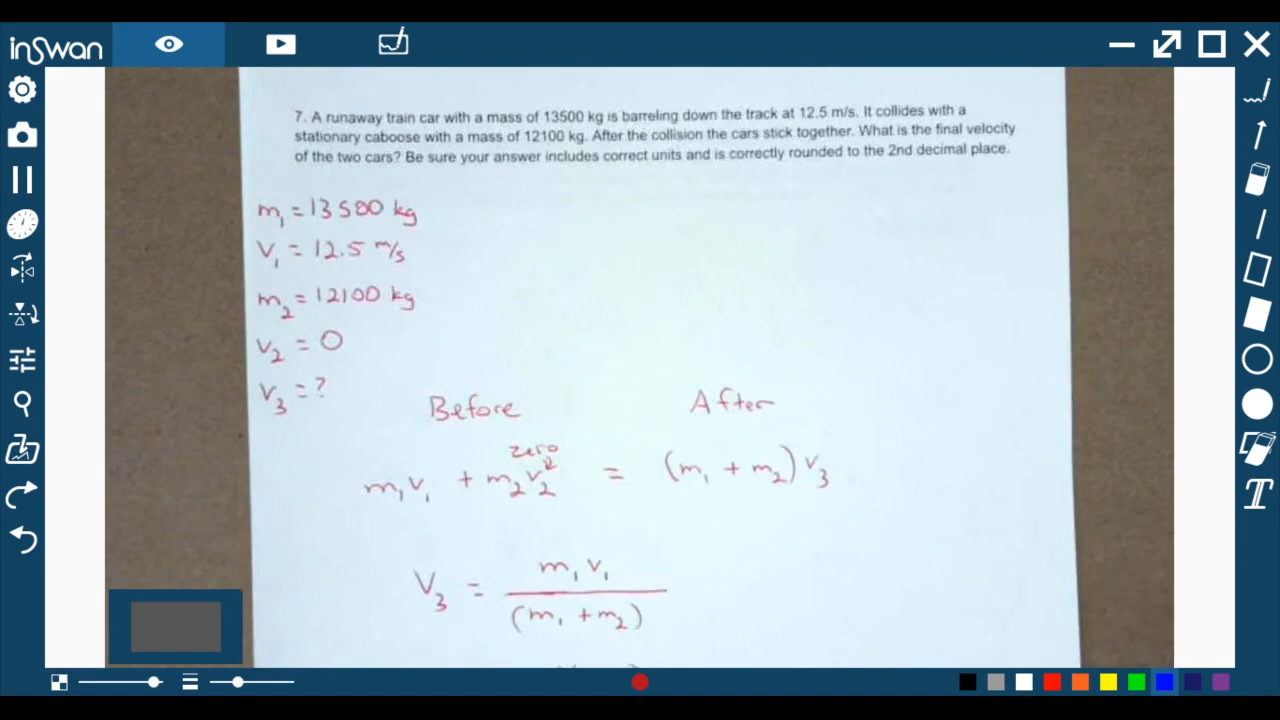 inswan
7. A runaway train car with a mass of 13500 kg is barreling down the track at 12.5 m/s. It collides with a
stationary caboose with a mass of 12100 kg. After the collision the cars stick together. What is the final velocity
of the two cars? Be sure your answer includes correct units and is correctly rounded to the 2nd decimal place.
m₁ = 13500 kg
v₁ = 12.5 m/s
m₂ = 12100 kg
v₂ = 0
v₃ = ?
Before After
zero
m₁v₁ + m₂v₂ = (m₁ + m₂)v₃
v₃ = m₁v₁
(m₁ + m₂)